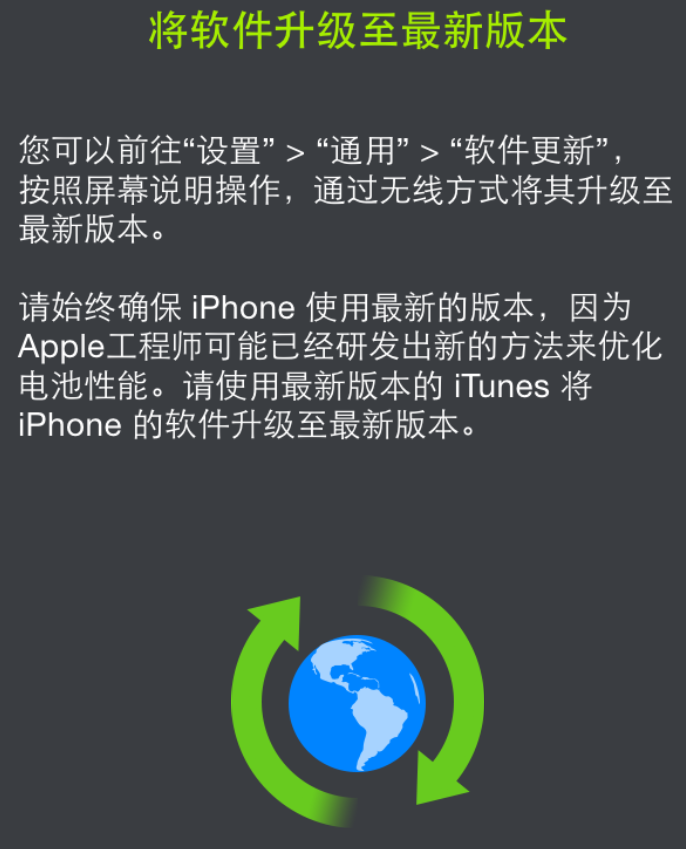 将软件升级至最新版本
您可以前往“设置” > “通用” > “软件更新”，
按照屏幕说明操作，通过无线方式将其升级至
最新版本。
请始终确保 iPhone 使用最新的版本，因为
Apple工程师可能已经研发出新的方法来优化
电池性能。请使用最新版本的 iTunes 将
iPhone 的软件升级至最新版本。